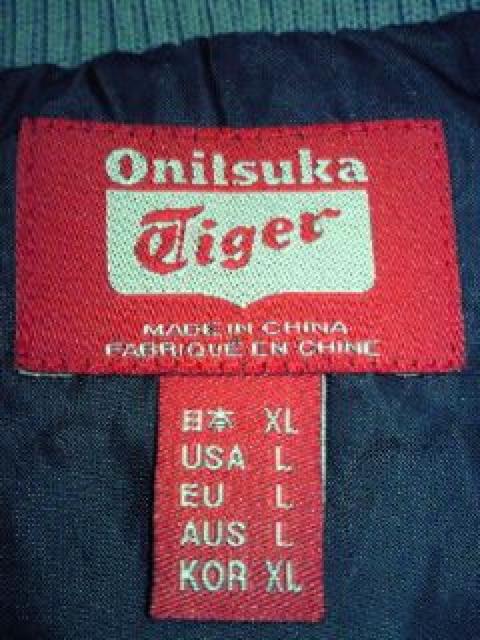 Onitsuka
Tiger
MADE IN CHINA
FABRIQUÉ EN CHINE
日本 XL
USA L
EU L
AUS L
KOR XL